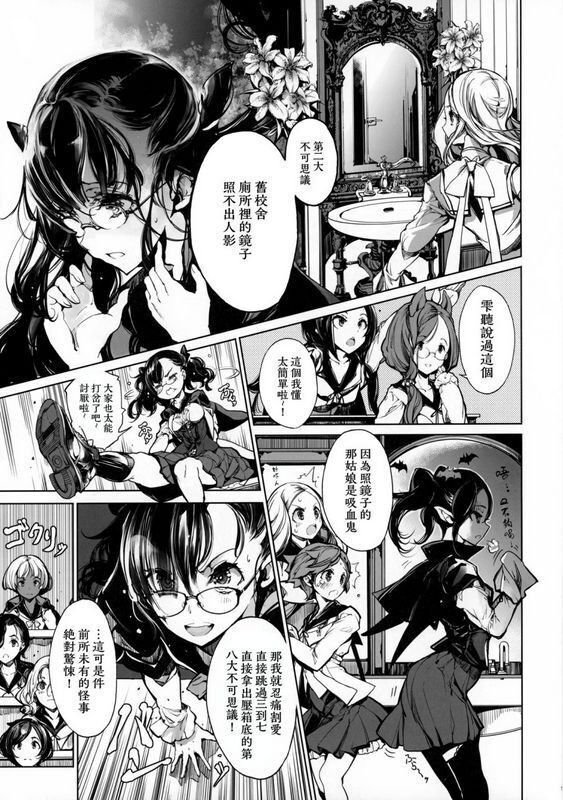 第二大
不可思議
舊校舍
廁所裡的鏡子
照不出人影
雫聽說過這個
這個我懂
太簡單啦！
大家也太能
打岔了吧！
討厭啦！
因為照鏡子的
那姑娘是吸血鬼
ゴクリッ
那我就忍痛割愛
直接跳過三到七
直接拿出壓箱底的第
八大不可思議！
…這可是件
前所未有的怪事
絕對驚悚！